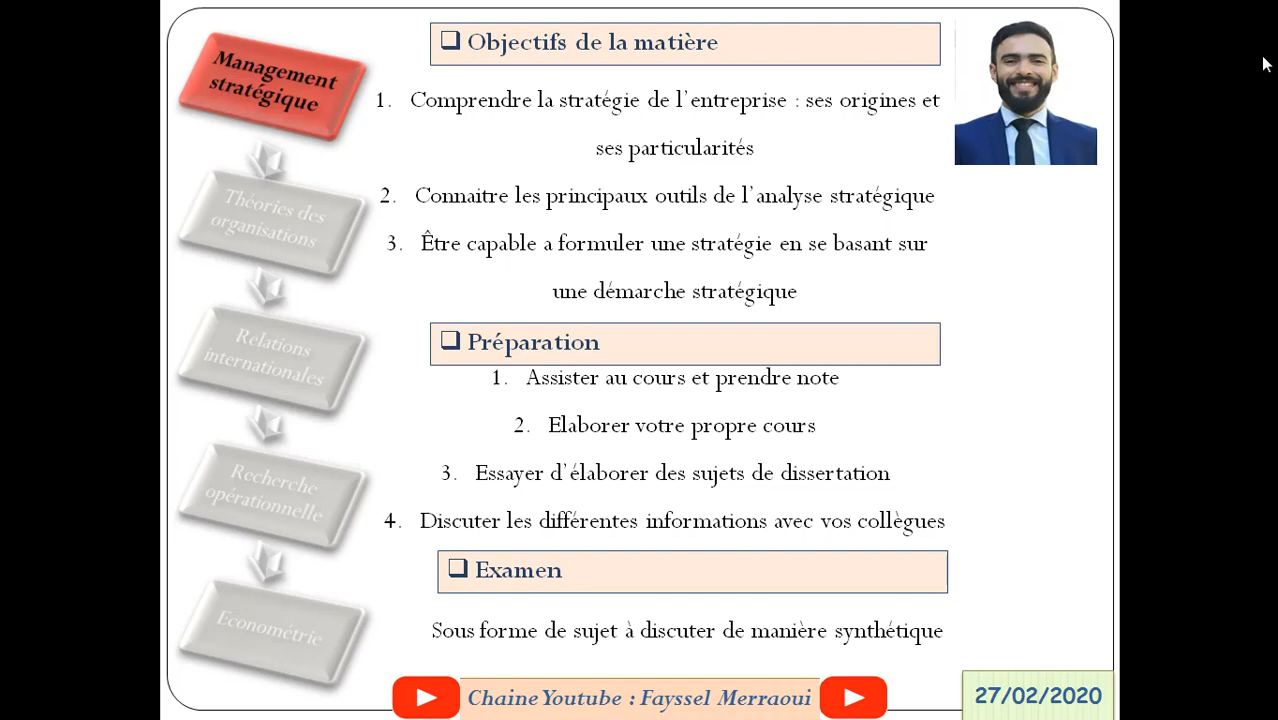 Management
stratégique
Théories des
organisations
Relations
internationales
Recherche
opérationnelle
Econométrie
❑ Objectifs de la matière
1. Comprendre la stratégie de l'entreprise : ses origines et
ses particularités
2. Connaitre les principaux outils de l'analyse stratégique
3. Être capable a formuler une stratégie en se basant sur
une démarche stratégique
❑ Préparation
1. Assister au cours et prendre note
2. Elaborer votre propre cours
3. Essayer d'élaborer des sujets de dissertation
4. Discuter les différentes informations avec vos collègues
❑ Examen
Sous forme de sujet à discuter de manière synthétique
Chaine Youtube : Fayssel Merraoui
27/02/2020